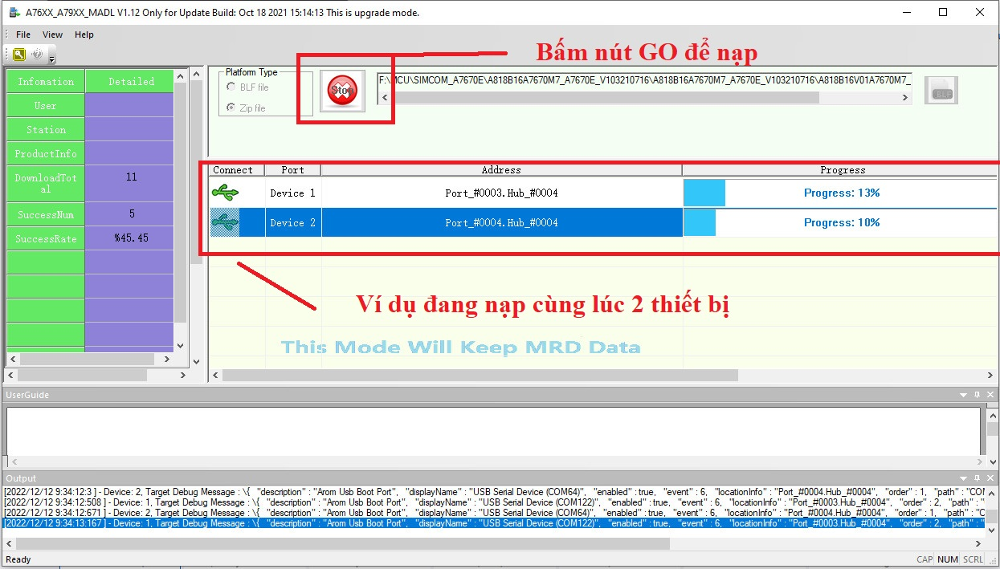 A76XX_A79XX_MADL V1.12 Only for Update Build: Oct 18 2021 15:14:13 This is upgrade mode.
File View Help
Bấm nút GO để nạp
Infomation Detailed
User
Station
ProductInfo
DownloadTot
al 11
SuccessNum 5
SuccessRate %45.45
Platform Type
BLF file
Zip file
Stop
F:\MCU\SIMCOM_A7670E\A818B16A7670M7_A7670E_V103210716\A818B16A7670M7_A7670E_V103210716\A818B16V01A7670M7_
BLF
Connect Port Address Progress
Device 1 Port_#0003.Hub_#0004 Progress: 13%
Device 2 Port_#0004.Hub_#0004 Progress: 10%
Ví dụ đang nạp cùng lúc 2 thiết bị
This Mode Will Keep MRD Data
UserGuide
Output
[2022/12/12 9:34:12:3 ] - Device: 2, Target Debug Message : \{ "description" : "Arom Usb Boot Port", "displayName" : "USB Serial Device (COM64)", "enabled" : true, "event" : 6, "locationInfo" : "Port_#0004.Hub_#0004", "order" : 1, "path" : "COM
[2022/12/12 9:34:12:508 ] - Device: 1, Target Debug Message : \{ "description" : "Arom Usb Boot Port", "displayName" : "USB Serial Device (COM122)", "enabled" : true, "event" : 6, "locationInfo" : "Port_#0003.Hub_#0004", "order" : 2, "path" : "
[2022/12/12 9:34:12:671 ] - Device: 2, Target Debug Message : \{ "description" : "Arom Usb Boot Port", "displayName" : "USB Serial Device (COM64)", "enabled" : true, "event" : 6, "locationInfo" : "Port_#0004.Hub_#0004", "order" : 1, "path" : "C
[2022/12/12 9:34:13:167 ] - Device: 1, Target Debug Message : \{ "description" : "Arom Usb Boot Port", "displayName" : "USB Serial Device (COM122)", "enabled" : true, "event" : 6, "locationInfo" : "Port_#0003.Hub_#0004", "order" : 2, "path" : "
Ready CAP NUM SCRL